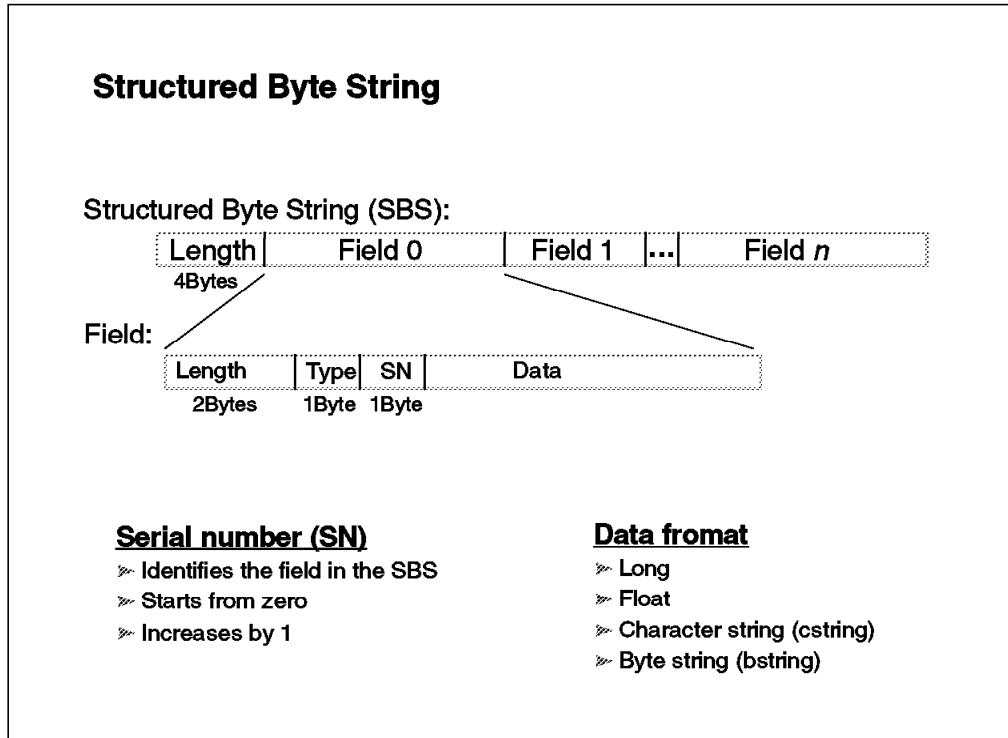 Structured Byte String
Structured Byte String (SBS):
Length Field 0 Field 1 ... Field n
4Bytes
Field:
Length Type SN Data
2Bytes 1Byte 1Byte
Serial number (SN)
Identifies the field in the SBS
Starts from zero
Increases by 1
Data fromat
Long
Float
Character string (cstring)
Byte string (bstring)